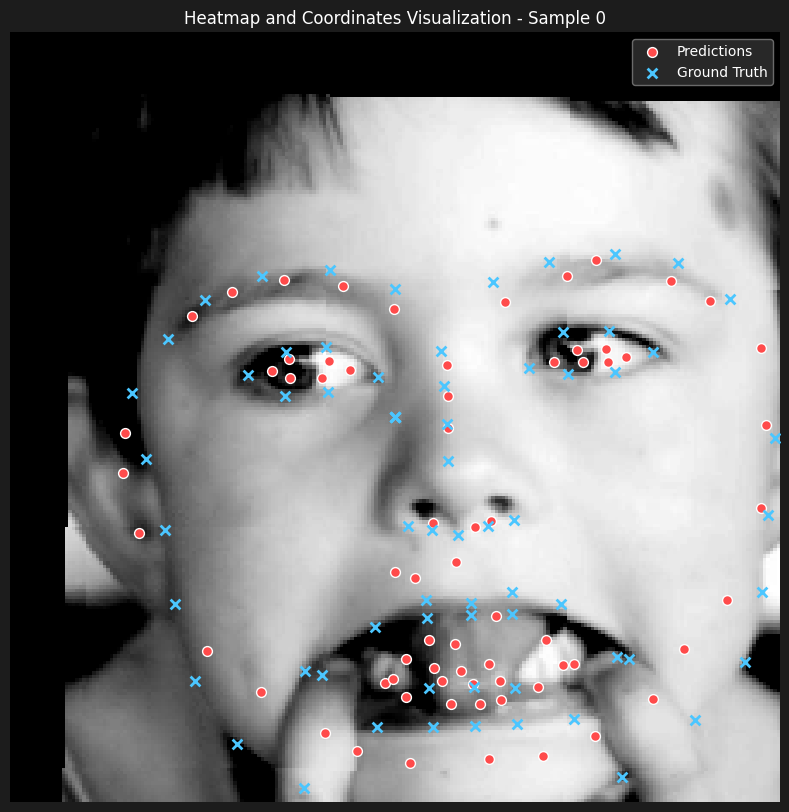 Heatmap and Coordinates Visualization - Sample 0
Predictions
Ground Truth